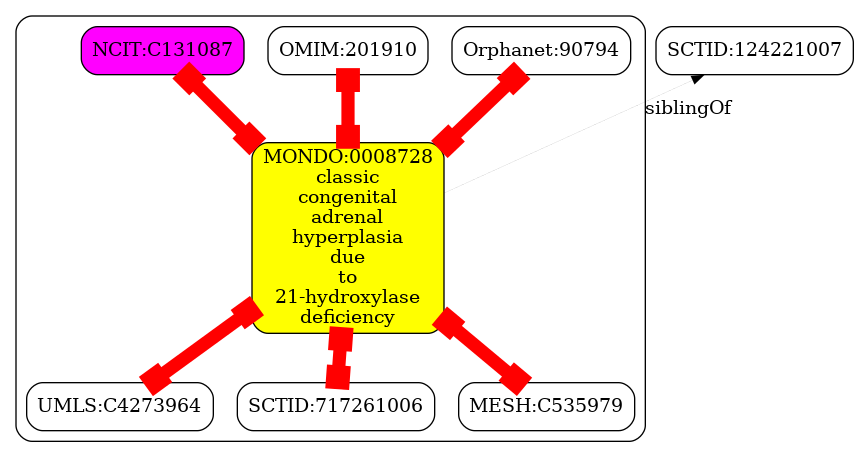 NCIT:C131087
OMIM:201910
Orphanet:90794
SCTID:124221007
siblingOf
MONDO:0008728
classic
congenital
adrenal
hyperplasia
due
to
21-hydroxylase
deficiency
UMLS:C4273964
SCTID:717261006
MESH:C535979